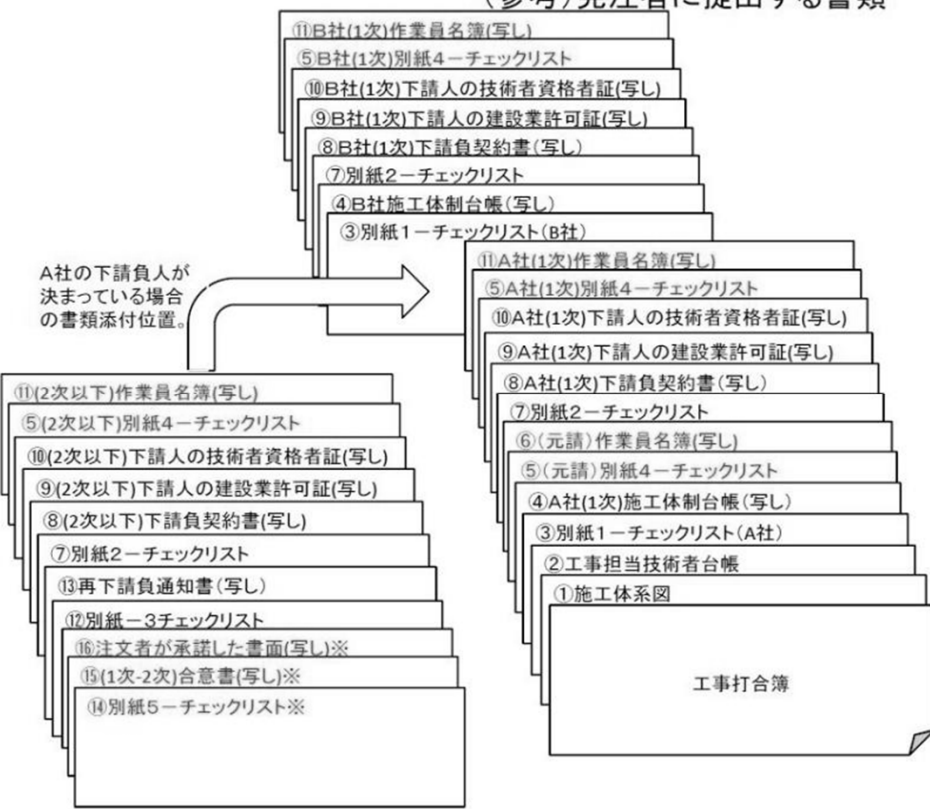 (参考)発注者に提出する書類
⑪B社(1次)作業員名簿(写し)
⑤B社(1次)別紙4－チェックリスト
⑩B社(1次)下請人の技術者資格者証(写し)
⑨B社(1次)下請人の建設業許可証(写し)
⑧B社(1次)下請負契約書(写し)
⑦別紙2－チェックリスト
④B社施工体制台帳(写し)
③別紙1－チェックリスト(B社)
A社の下請負人が
決まっている場合
の書類添付位置。
⑪A社(1次)作業員名簿(写し)
⑤A社(1次)別紙4－チェックリスト
⑩A社(1次)下請人の技術者資格者証(写し)
⑨A社(1次)下請人の建設業許可証(写し)
⑧A社(1次)下請負契約書(写し)
⑦別紙2－チェックリスト
⑥(元請)作業員名簿(写し)
⑤(元請)別紙4－チェックリスト
④A社(1次)施工体制台帳(写し)
③別紙1－チェックリスト(A社)
②工事担当技術者台帳
①施工体系図
工事打合簿
⑪(2次以下)作業員名簿(写し)
⑤(2次以下)別紙4－チェックリスト
⑩(2次以下)下請人の技術者資格者証(写し)
⑨(2次以下)下請人の建設業許可証(写し)
⑧(2次以下)下請負契約書(写し)
⑦別紙2－チェックリスト
⑬再下請負通知書(写し)
⑫別紙－3チェックリスト
⑯注文者が承諾した書面(写し)※
⑮(1次-2次)合意書(写し)※
⑭別紙5－チェックリスト※